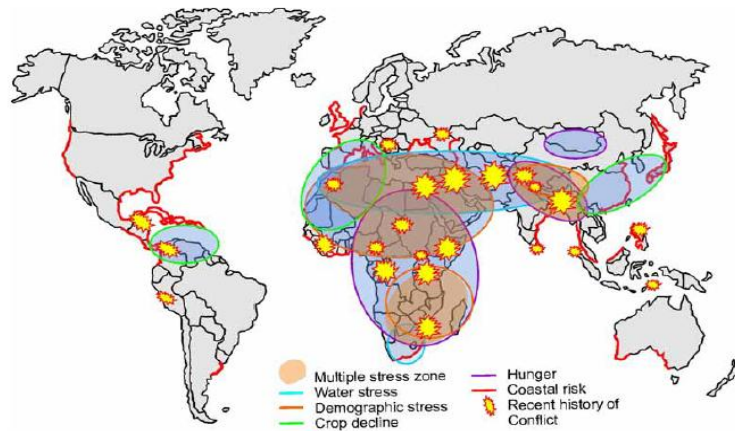 Multiple stress zone
Water stress
Demographic stress
Crop decline
Hunger
Coastal risk
Recent history of
Conflict